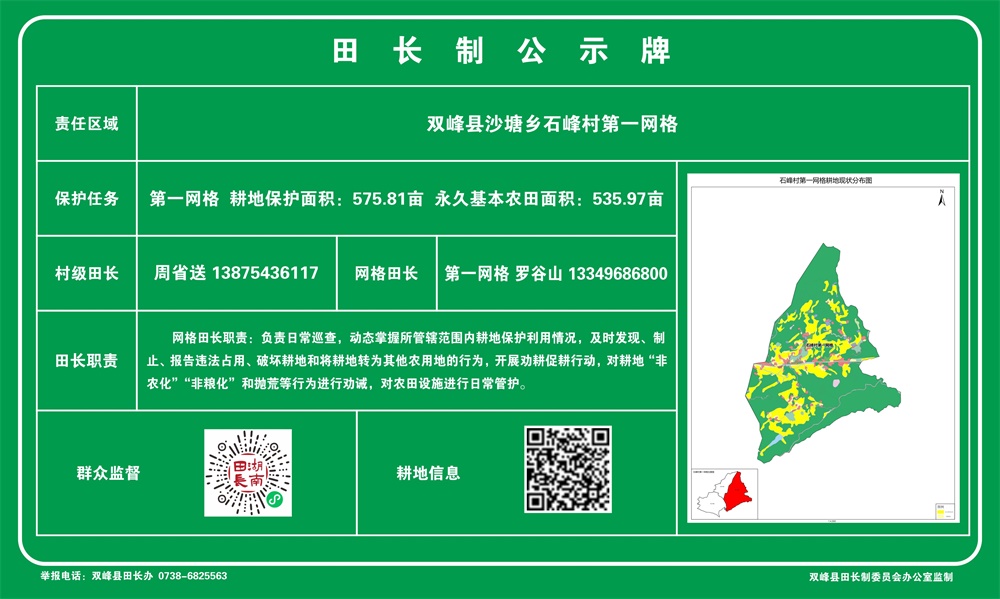 田长制公示牌
责任区域
双峰县沙塘乡石峰村第一网格
保护任务
第一网格 耕地保护面积：575.81亩 永久基本农田面积：535.97亩
村级田长
周省送 13875436117
网格田长
第一网格 罗谷山 13349686800
田长职责
网格田长职责：负责日常巡查，动态掌握所管辖范围内耕地保护利用情况，及时发现、制
止、报告违法占用、破坏耕地和将耕地转为其他农用地的行为，开展劝耕促耕行动，对耕地“非
农化”“非粮化”和抛荒等行为进行劝诫，对农田设施进行日常管护。
群众监督
湖南
田長
耕地信息
石峰村第一网格耕地现状分布图
N
举报电话：双峰县田长办 0738-6825563
双峰县田长制委员会办公室监制